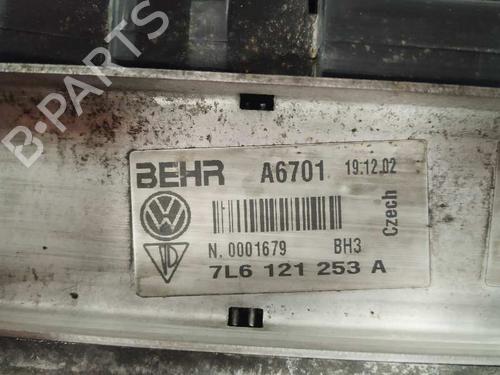 B-PARTS
BEHR A6701 19.12.02
Czech
N. 0001679 BH3
7L6 121 253 A